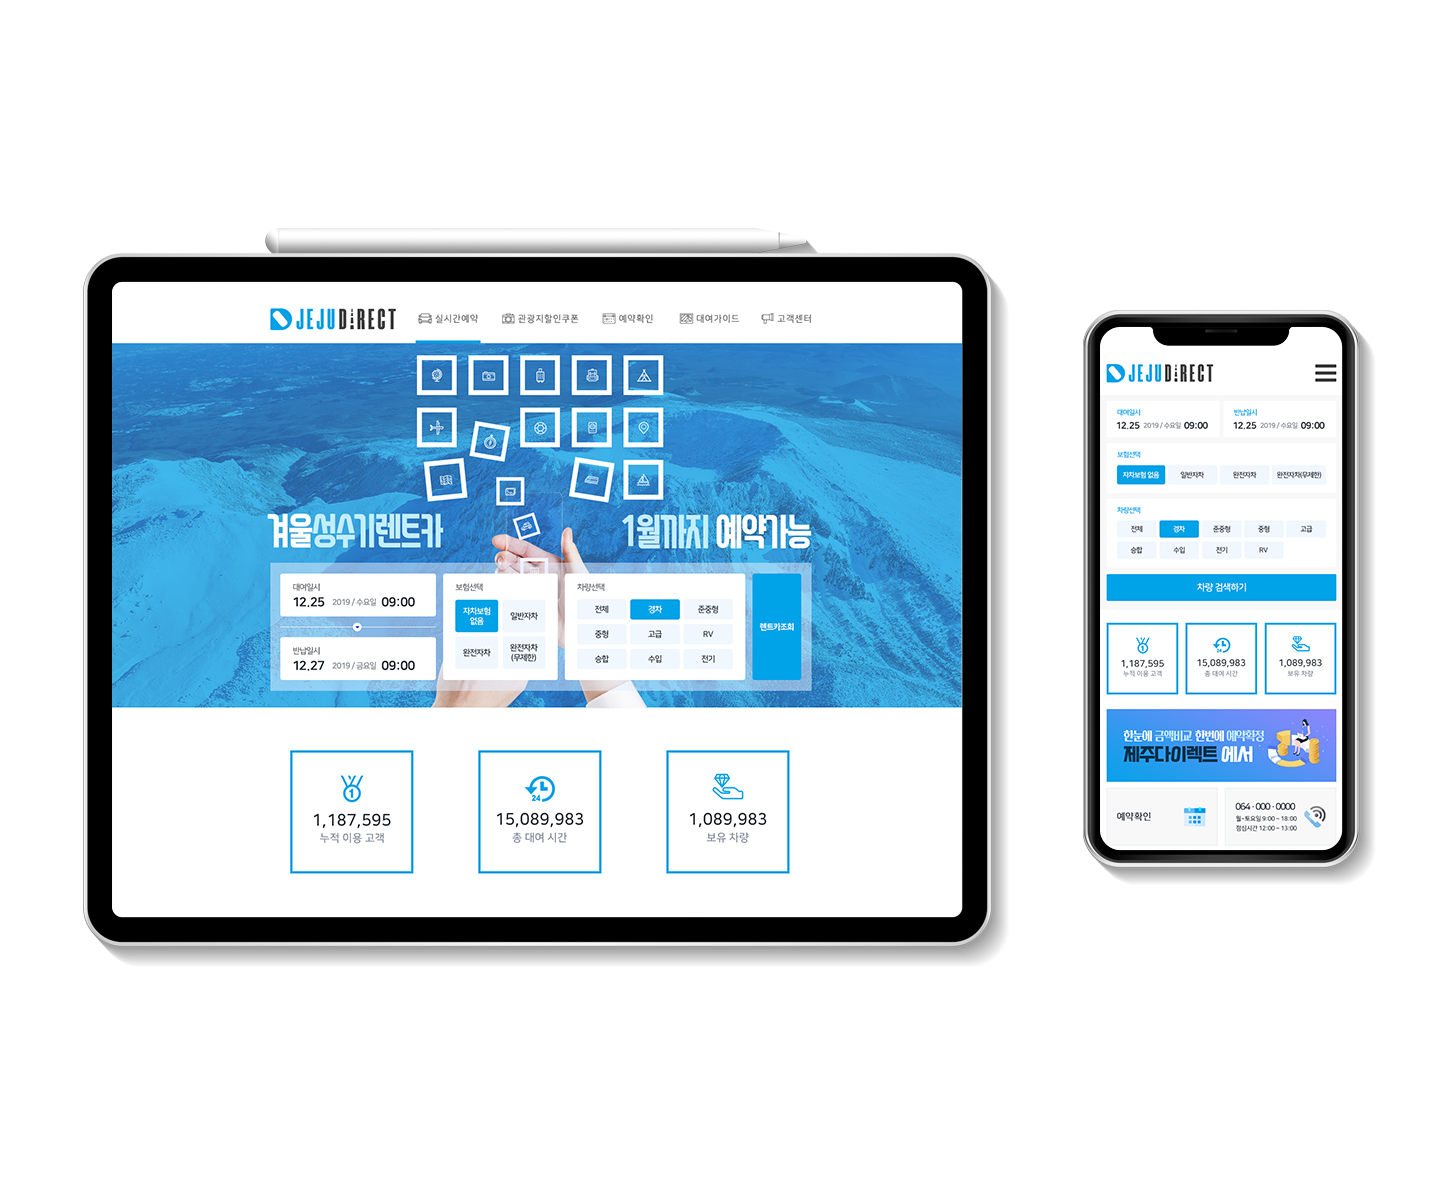 JEJUDIRECT
실시간예약
관광지할인쿠폰
예약확인
대여가이드
고객센터
겨울성수기렌트카
1월까지 예약가능
대여일시
12.25 2019 / 수요일 09:00
반납일시
12.27 2019 / 금요일 09:00
보험선택
자차보험
없음
일반자차
완전자차
완전자차
(무제한)
차량선택
전체 경차 준중형
중형 고급 RV
승합 수입 전기
렌트카조회
1
1,187,595
누적 이용 고객
24
15,089,983
총 대여 시간
1,089,983
보유 차량
JEJUDIRECT
대여일시
12.25 2019 / 수요일 09:00
반납일시
12.25 2019 / 수요일 09:00
보험선택
자차보험 없음 일반자차 완전자차 완전자차(무제한)
차량선택
전체 경차 준중형 중형 고급
승합 수입 전기 RV
차량 검색하기
1
1,187,595
누적 이용 고객
24
15,089,983
총 대여 시간
1,089,983
보유 차량
한눈에 금액비교 한번에 예약확정
제주다이렉트 에서
예약확인
064 - 000 - 0000
월~토요일 9:00 ~ 18:00
점심시간 12:00 ~ 13:00